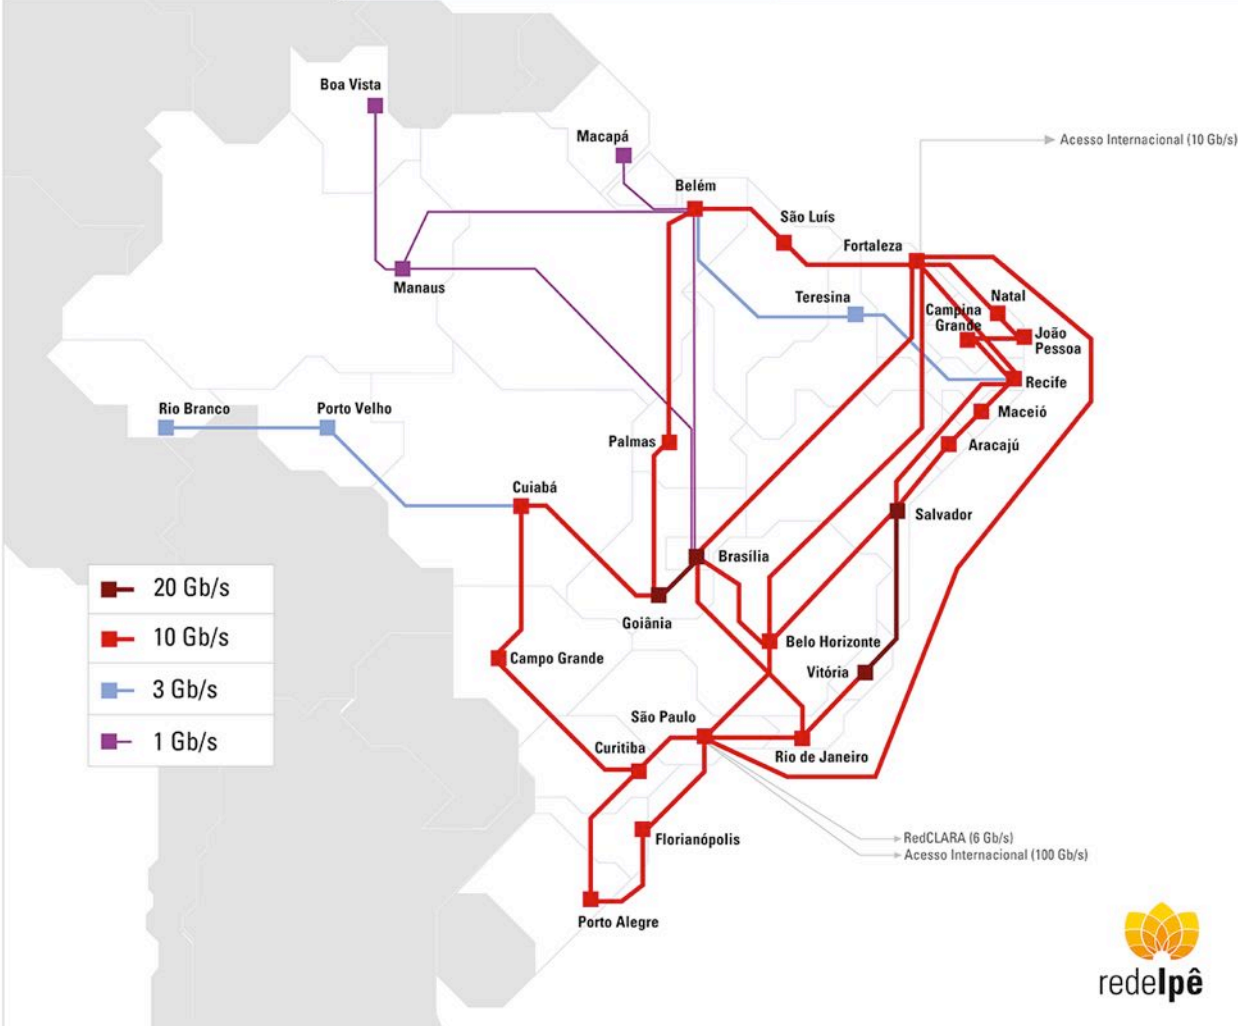 Boa Vista
Macapá
Acesso Internacional (10 Gb/s)
Belém
São Luís
Fortaleza
Manaus
Teresina
Natal
Campina
Grande
João
Pessoa
Recife
Rio Branco
Porto Velho
Maceió
Palmas
Aracajú
Cuiabá
Salvador
Brasília
20 Gb/s
Goiânia
10 Gb/s
Belo Horizonte
Campo Grande
Vitória
3 Gb/s
São Paulo
1 Gb/s
Curitiba
Rio de Janeiro
Florianópolis
RedCLARA (6 Gb/s)
Acesso Internacional (100 Gb/s)
Porto Alegre
redeIpê